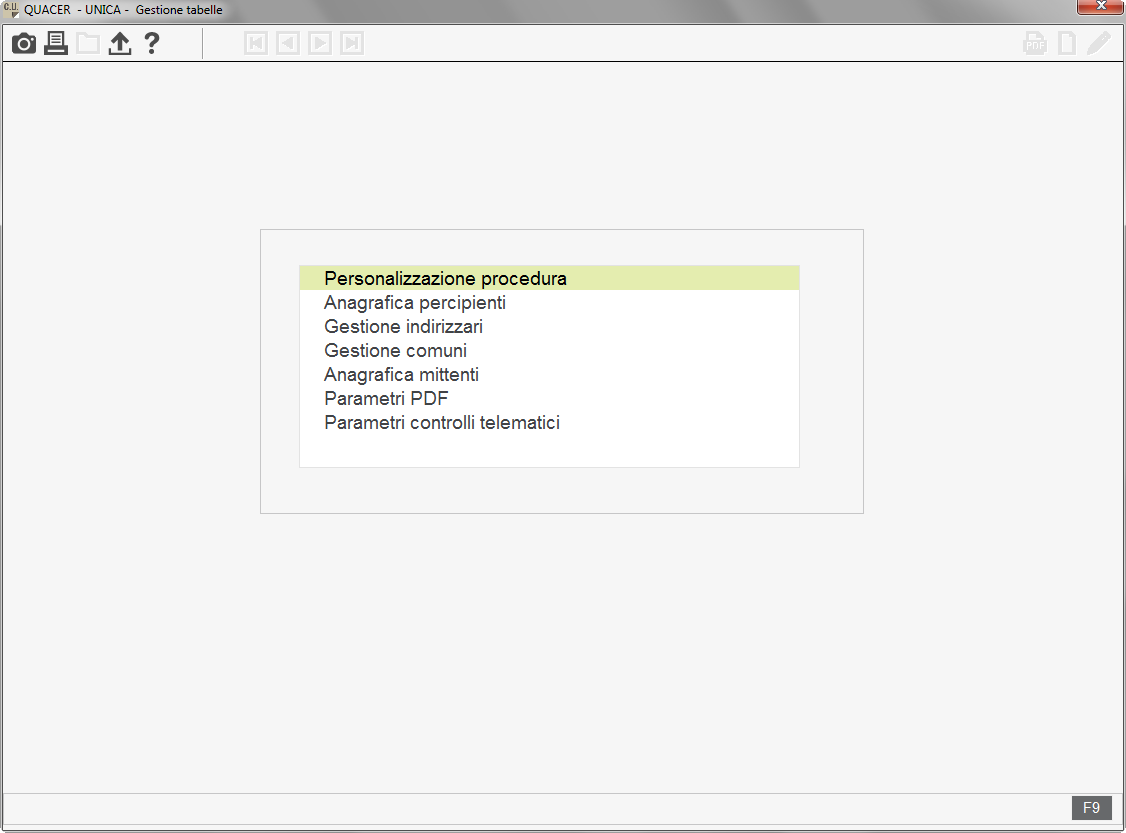 C.U.
QUACER - UNICA - Gestione tabelle
?
PDF
Personalizzazione procedura
Anagrafica percipienti
Gestione indirizzari
Gestione comuni
Anagrafica mittenti
Parametri PDF
Parametri controlli telematici
F9